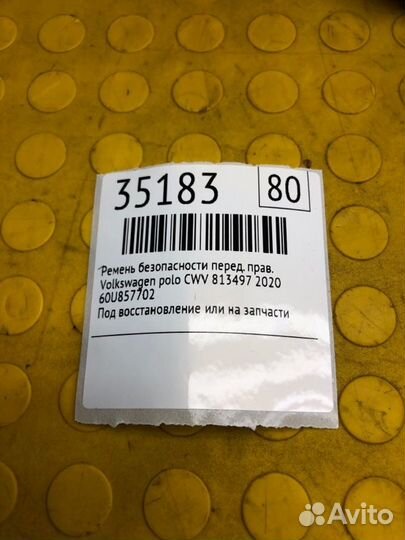 35183 80
Ремень безопасности перед. прав.
Volkswagen polo CWV 813497 2020
60U857702
Под восстановление или на запчасти
Avito